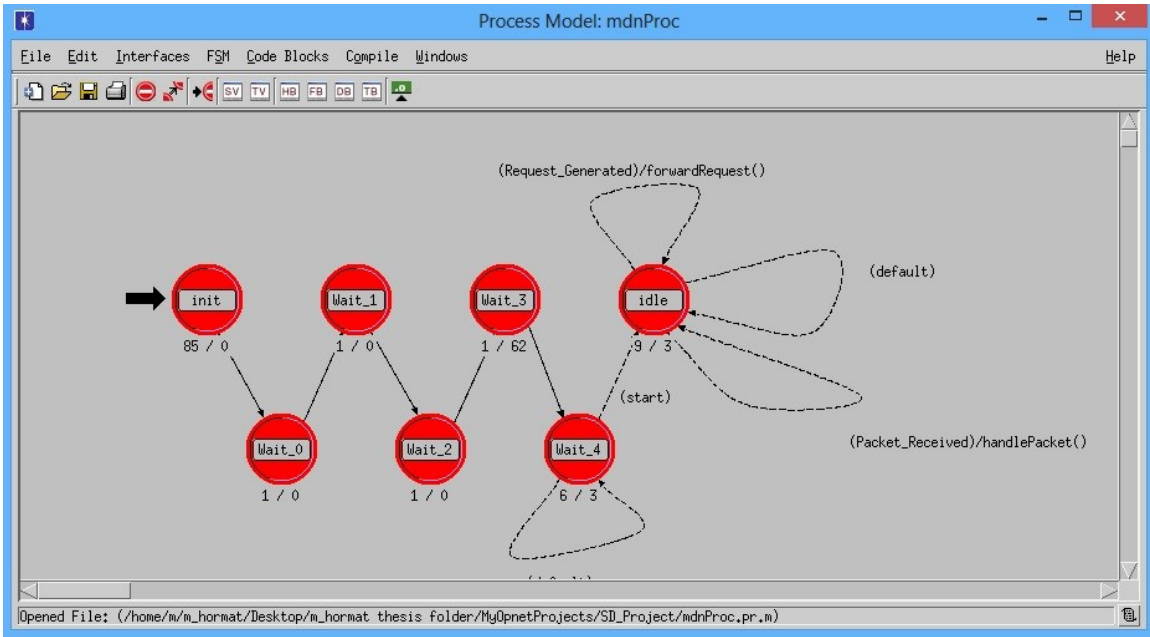 Process Model: mdnProc
File Edit Interfaces FSM Code Blocks Compile Windows Help
SV TV HB FB DB TB
(Request_Generated)/forwardRequest()
(default)
init Wait_1 Wait_3 idle
85 / 0 1 / 0 1 / 62 9 / 3
(start)
(Packet_Received)/handlePacket()
Wait_0 Wait_2 Wait_4
1 / 0 1 / 0 6 / 3
Opened File: (/home/m/m_hormat/Desktop/m_hormat thesis folder/MyOpnetProjects/SD_Project/mdnProc.pr.m)